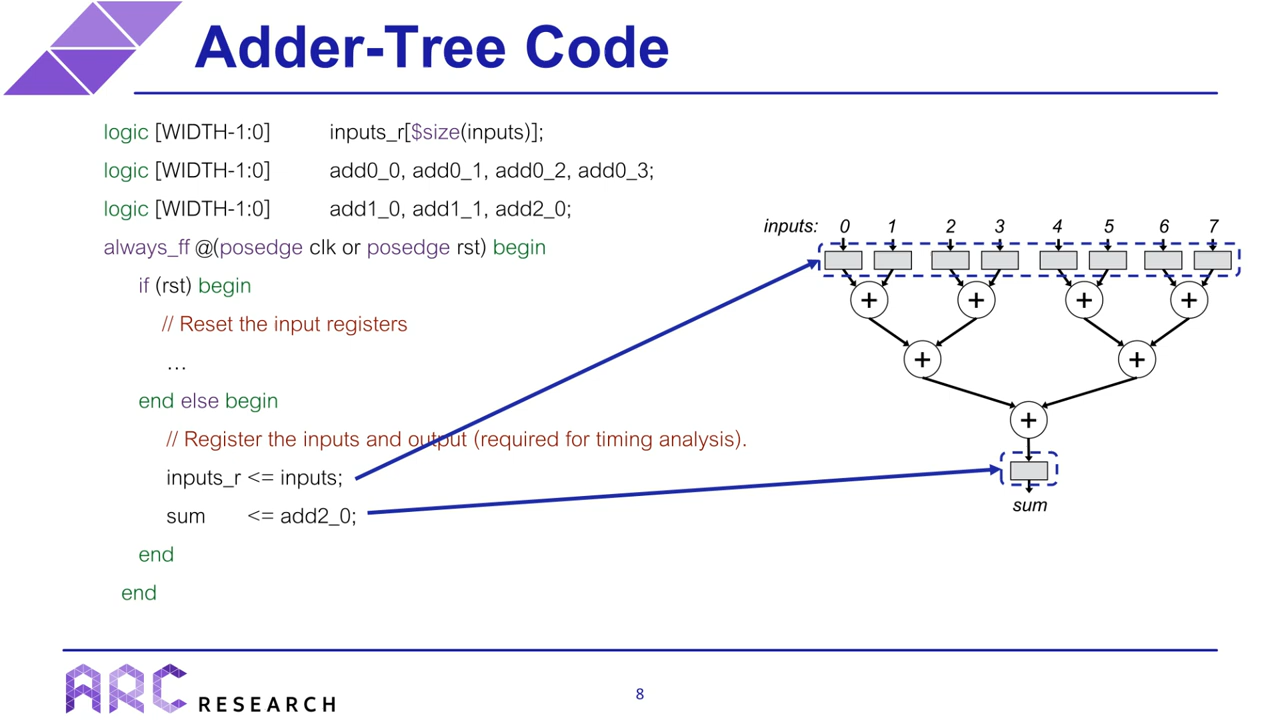 Adder-Tree Code
logic [WIDTH-1:0] inputs_r[$size(inputs)];
logic [WIDTH-1:0] add0_0, add0_1, add0_2, add0_3;
logic [WIDTH-1:0] add1_0, add1_1, add2_0;
always_ff @(posedge clk or posedge rst) begin
if (rst) begin
// Reset the input registers
…
end else begin
// Register the inputs and output (required for timing analysis).
inputs_r <= inputs;
sum <= add2_0;
end
end
inputs: 0 1 2 3 4 5 6 7
+ + + +
+ +
+
sum
ARC RESEARCH
8